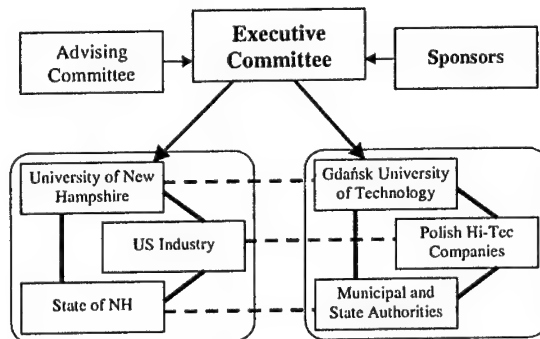 Advising
Committee
Executive
Committee
Sponsors
University of New
Hampshire
US Industry
State of NH
Gdańsk University
of Technology
Polish Hi-Tec
Companies
Municipal and
State Authorities